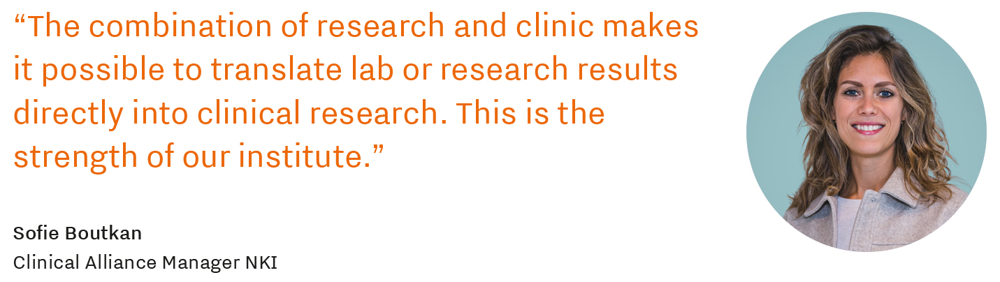 “The combination of research and clinic makes
it possible to translate lab or research results
directly into clinical research. This is the
strength of our institute.”
Sofie Boutkan
Clinical Alliance Manager NKI